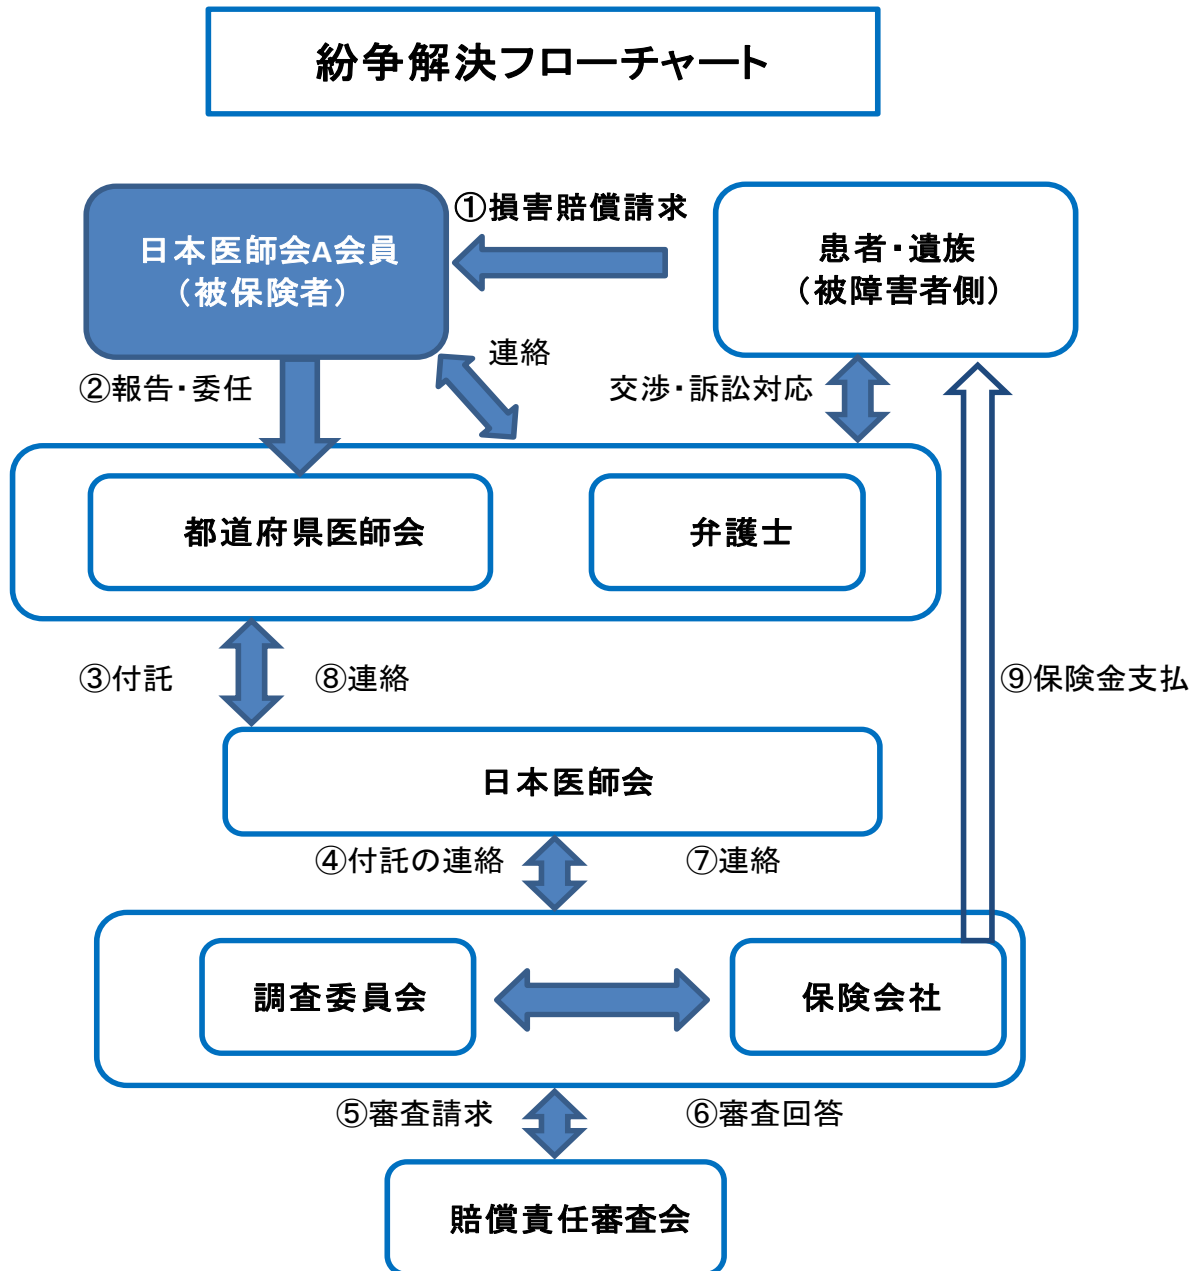 紛争解決フローチャート
①損害賠償請求
日本医師会A会員
（被保険者）
患者・遺族
（被障害者側）
連絡
②報告・委任
交渉・訴訟対応
都道府県医師会
弁護士
③付託
⑧連絡
⑨保険金支払
日本医師会
④付託の連絡
⑦連絡
調査委員会
保険会社
⑤審査請求
⑥審査回答
賠償責任審査会